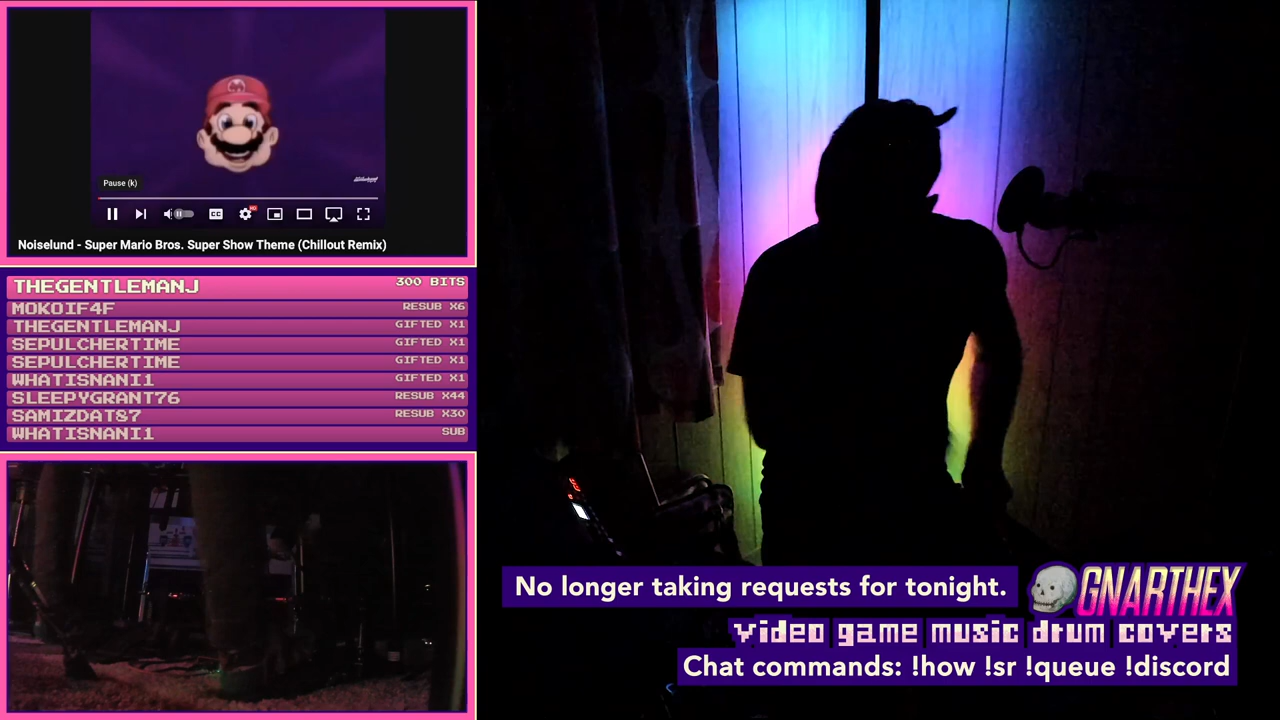 Pause (k)
Noiselund - Super Mario Bros. Super Show Theme (Chillout Remix)
THEGENTLEMANJ 300 BITS
MOKOIF4F RESUB X6
THEGENTLEMANJ GIFTED X1
SEPULCHERTIME GIFTED X1
SEPULCHERTIME GIFTED X1
WHATISNANI1 GIFTED X1
SLEEPYGRANT76 RESUB X44
SAMIZDAT87 RESUB X30
WHATISNANI1 SUB
No longer taking requests for tonight.
GNARTHEX
video game music drum covers
Chat commands: !how !sr !queue !discord